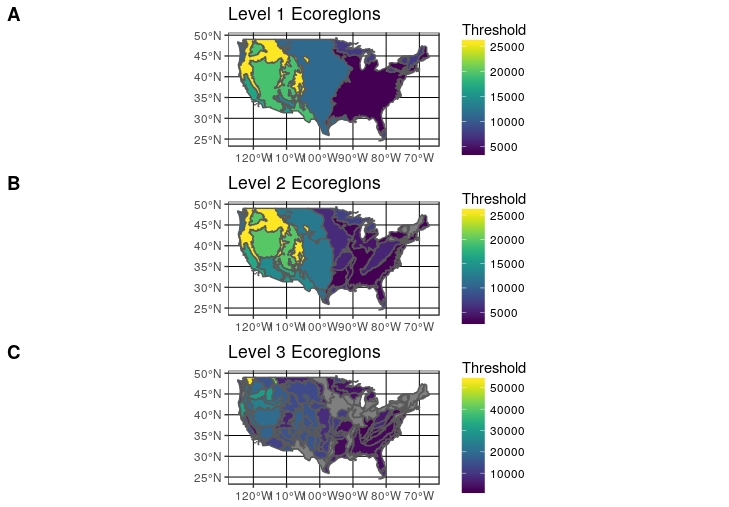 A
Level 1 Ecoregions
50°N
45°N
40°N
35°N
30°N
25°N
120°W 110°W 100°W 90°W 80°W 70°W
Threshold
25000
20000
15000
10000
5000
B
Level 2 Ecoregions
50°N
45°N
40°N
35°N
30°N
25°N
120°W 110°W 100°W 90°W 80°W 70°W
Threshold
25000
20000
15000
10000
5000
C
Level 3 Ecoregions
50°N
45°N
40°N
35°N
30°N
25°N
120°W 110°W 100°W 90°W 80°W 70°W
Threshold
50000
40000
30000
20000
10000